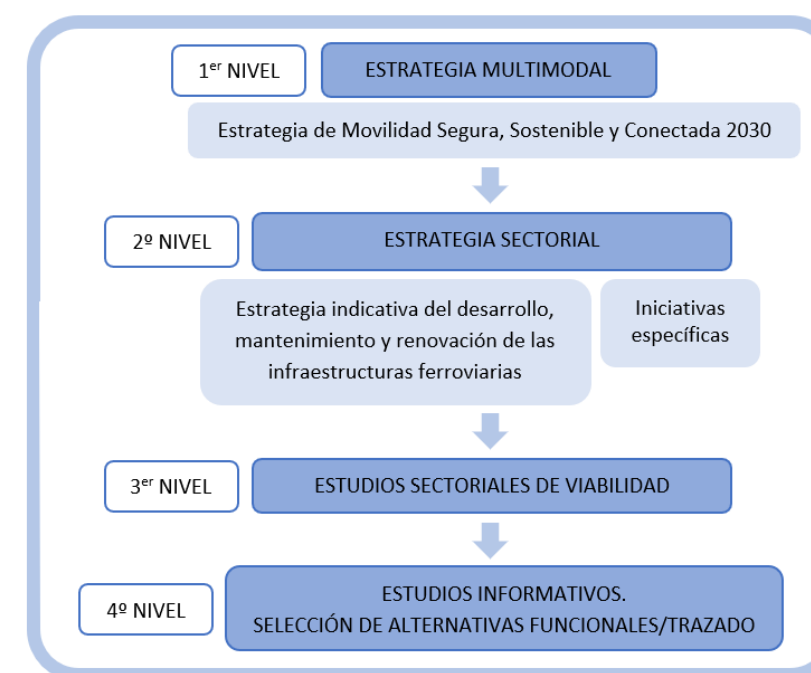 1er NIVEL
ESTRATEGIA MULTIMODAL
Estrategia de Movilidad Segura, Sostenible y Conectada 2030
2º NIVEL
ESTRATEGIA SECTORIAL
Estrategia indicativa del desarrollo,
mantenimiento y renovación de las
infraestructuras ferroviarias
Iniciativas
específicas
3er NIVEL
ESTUDIOS SECTORIALES DE VIABILIDAD
4º NIVEL
ESTUDIOS INFORMATIVOS.
SELECCIÓN DE ALTERNATIVAS FUNCIONALES/TRAZADO